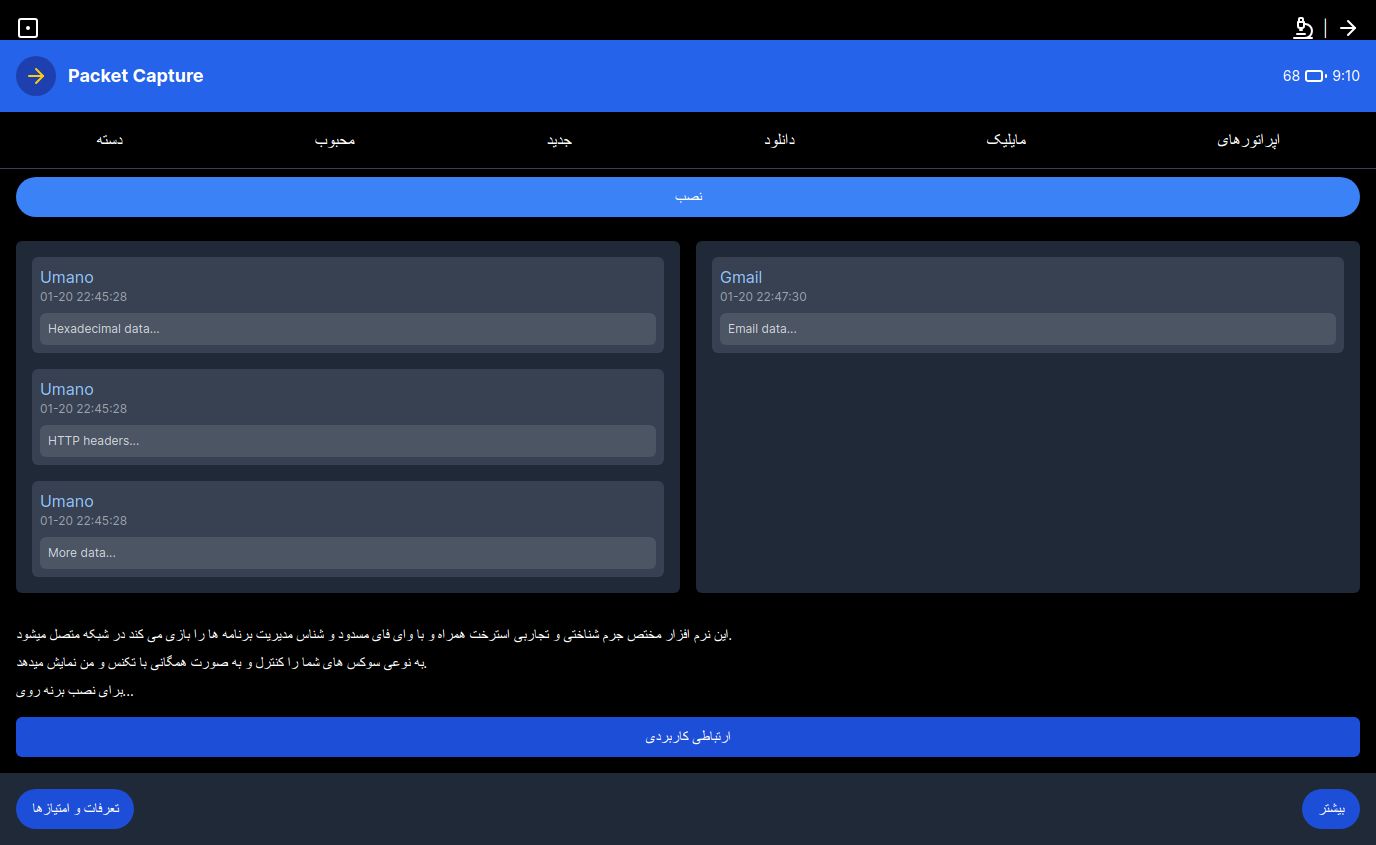 Packet Capture
68 9:10
دسته
محبوب
جدید
دانلود
مایلیک
اپراتورهای
نصب
Umano
01-20 22:45:28
Hexadecimal data...
Umano
01-20 22:45:28
HTTP headers...
Umano
01-20 22:45:28
More data...
Gmail
01-20 22:47:30
Email data...
این نرم افزار مختص جرم شناختی و تجاربی استرخت همراه و با وای فای مسدود و شناس مدیریت برنامه ها را بازی می کند در شبکه متصل میشود.
به نوعی سوکس های شما را کنترل و به صورت همگانی با تکنس و من نمایش میدهد.
برای نصب برنه روی...
ارتباطی کاربردی
تعرفات و امتیازها
بیشتر